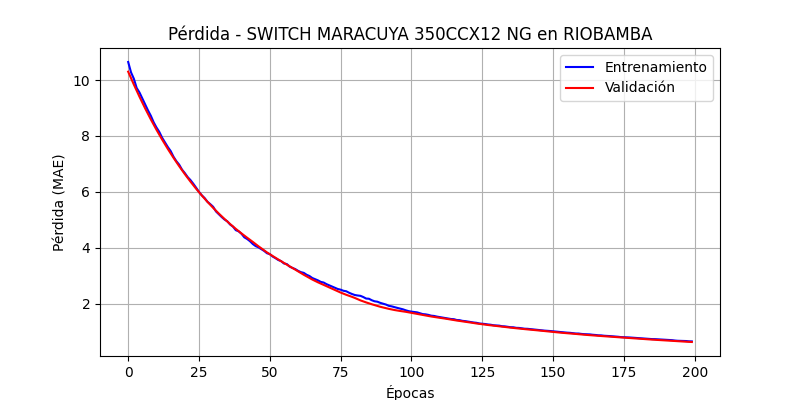 Pérdida - SWITCH MARACUYA 350CCX12 NG en RIOBAMBA
Entrenamiento
Validación
Pérdida (MAE)
10
8
6
4
2
0 25 50 75 100 125 150 175 200
Épocas